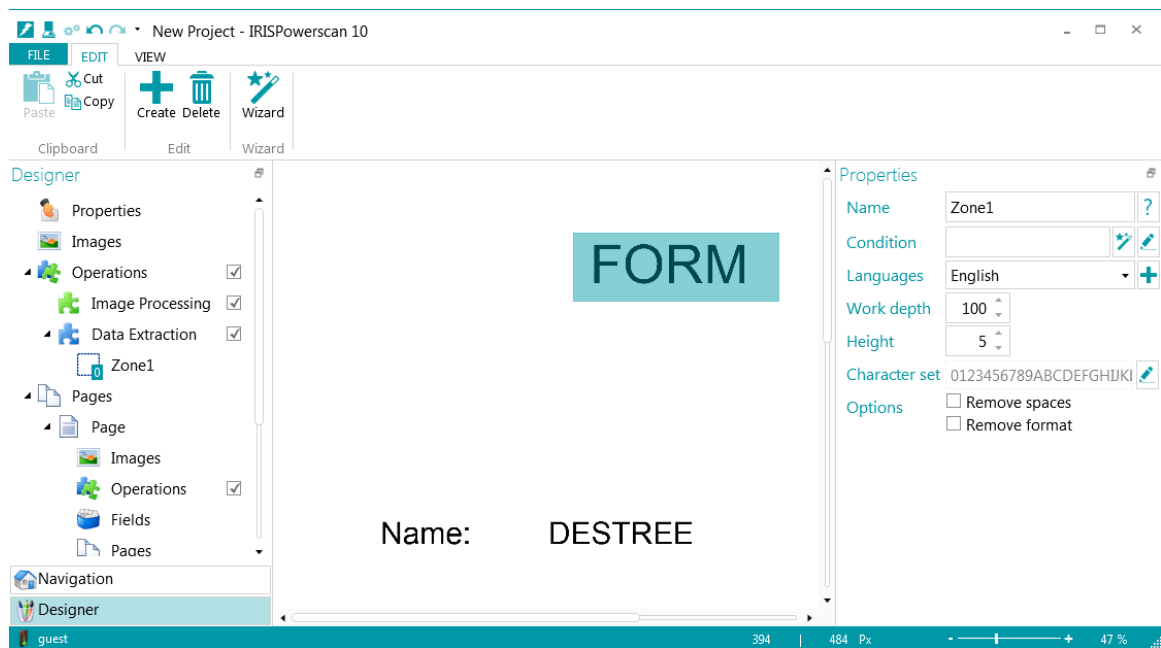 New Project - IRISPowerscan 10
FILE EDIT VIEW
Paste
Cut
Copy
Create Delete
Wizard
Clipboard Edit Wizard
Designer
Properties
Images
Operations
Image Processing
Data Extraction
0 Zone1
Pages
Page
Images
Operations
Fields
Pages
Navigation
Designer
FORM
Name: DESTREE
Properties
Name Zone1 ?
Condition
Languages English
Work depth 100
Height 5
Character set 0123456789ABCDEFGHIJKL
Options Remove spaces
Remove format
guest 394 | 484 Px - + 47 %